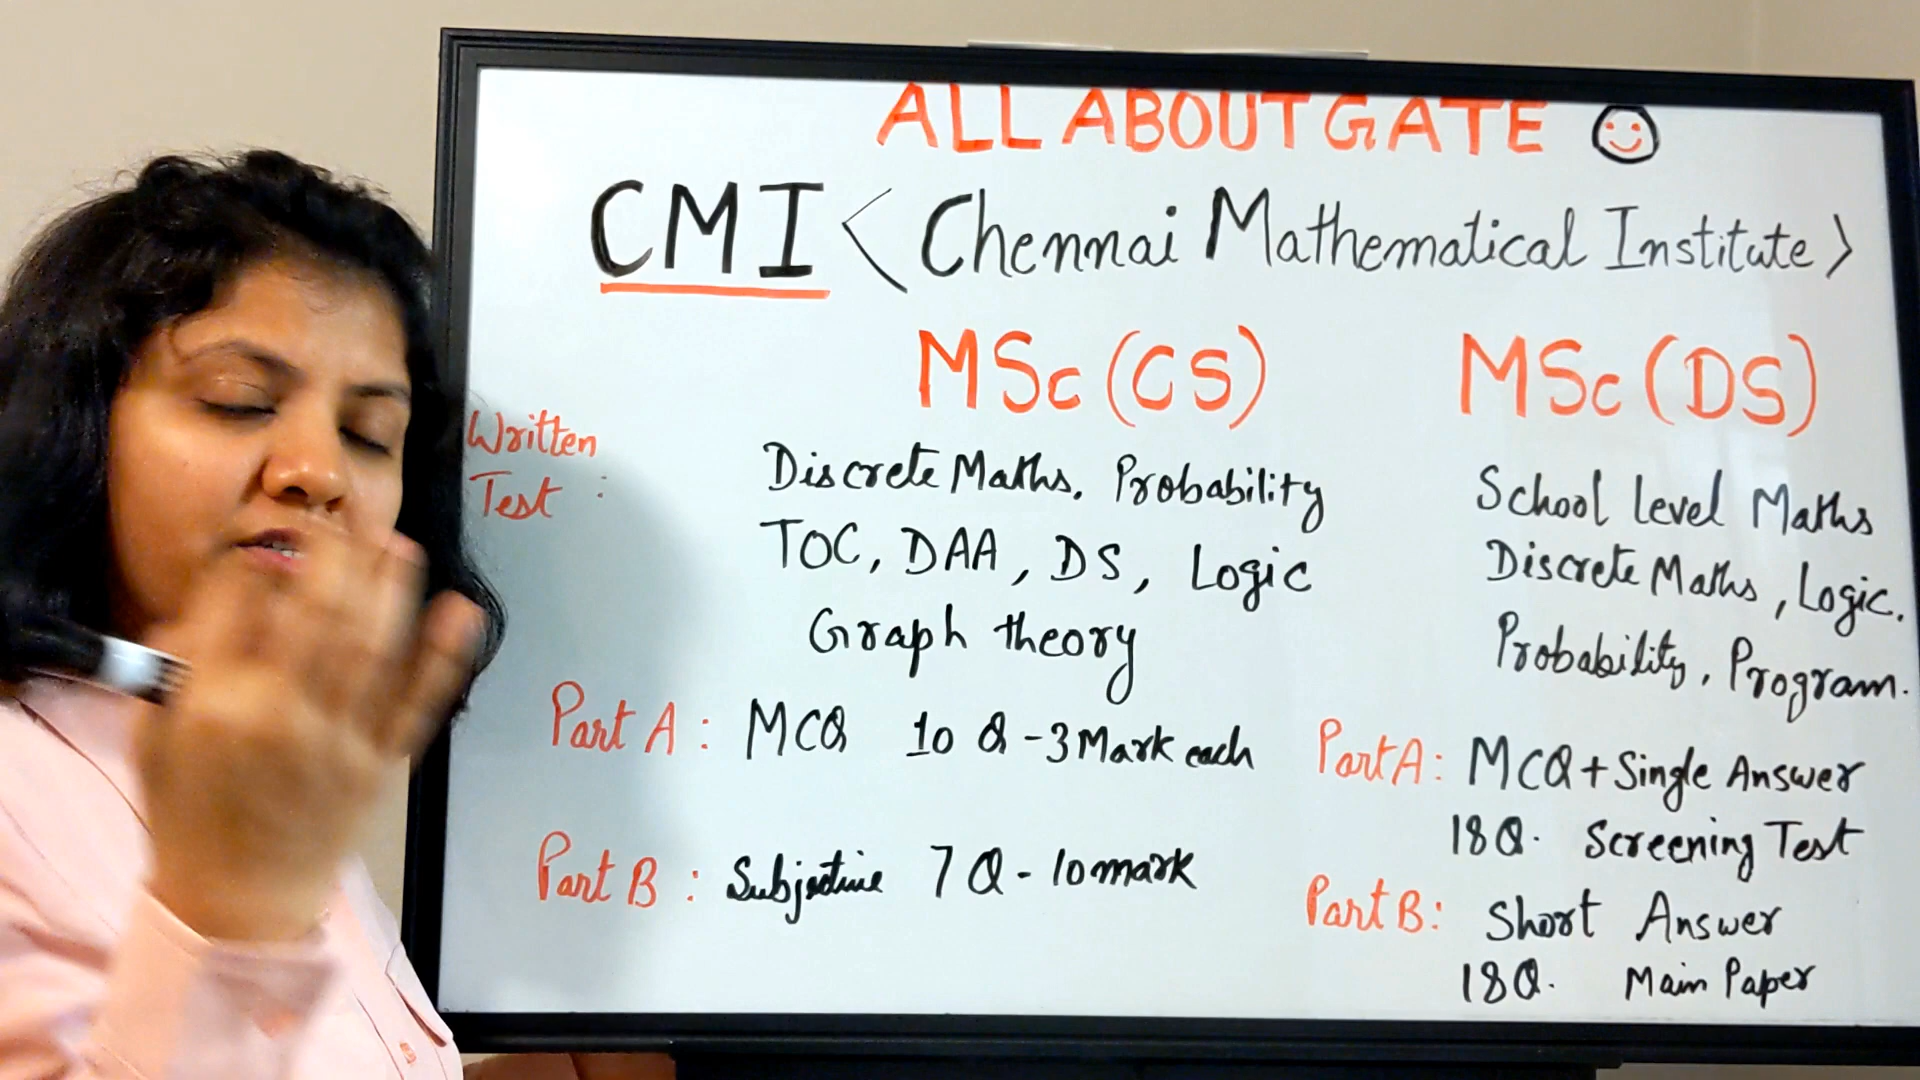 ALL ABOUT GATE
CMI < Chennai Mathematical Institute >
MSc (CS)
MSc (DS)
Written
Test :
Discrete Maths. Probability
TOC, DAA, DS, Logic
Graph theory
School level Maths
Discrete Maths, Logic.
Probability, Program.
Part A : MCQ 10 Q - 3 Mark each
Part B : Subjective 7 Q - 10 mark
Part A : MCQ + Single Answer
18Q. Screening Test
Part B : Short Answer
18Q. Main Paper